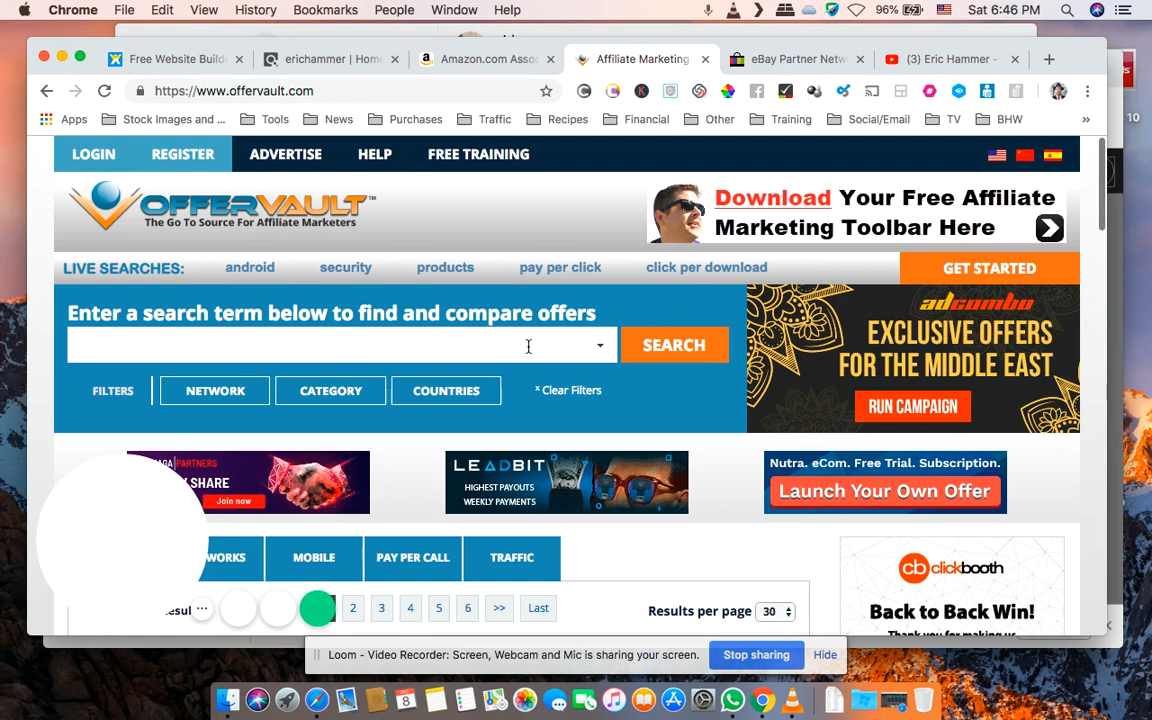 Chrome File Edit View History Bookmarks People Window Help 96% Sat 6:46 PM
Free Website Build erichammer | Hom Amazon.com Asso Affiliate Marketing eBay Partner Netw (3) Eric Hammer -
https://www.offervault.com
Apps Stock Images and ... Tools News Purchases Traffic Recipes Financial Other Training Social/Email TV BHW »
LOGIN REGISTER ADVERTISE HELP FREE TRAINING
OFFERVAULT™
The Go To Source For Affiliate Marketers
Download Your Free Affiliate
Marketing Toolbar Here
LIVE SEARCHES: android security products pay per click click per download GET STARTED
Enter a search term below to find and compare offers
SEARCH
FILTERS NETWORK CATEGORY COUNTRIES x Clear Filters
adcombo
EXCLUSIVE OFFERS
FOR THE MIDDLE EAST
RUN CAMPAIGN
PARTNERS
SHARE
Join now
LEADBIT
HIGHEST PAYOUTS
WEEKLY PAYMENTS
Nutra. eCom. Free Trial. Subscription.
Launch Your Own Offer
WORKS MOBILE PAY PER CALL TRAFFIC
2 3 4 5 6 >> Last
Results per page 30
cb clickbooth
Back to Back Win!
Thank you for making us
Loom - Video Recorder: Screen, Webcam and Mic is sharing your screen. Stop sharing Hide
8